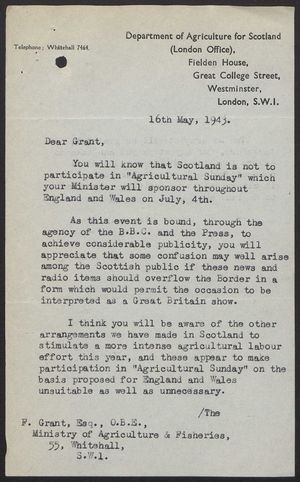 Department of Agriculture for Scotland
(London Office),
Telephone: Whitehall 7464.
Fielden House,
Great College Street,
Westminster,
London, S.W.1.
16th May, 1943.
Dear Grant,
You will know that Scotland is not to
participate in "Agricultural Sunday" which
your Minister will sponsor throughout
England and Wales on July, 4th.
As this event is bound, through the
agency of the B.B.C. and the Press, to
achieve considerable publicity, you will
appreciate that some confusion may well arise
among the Scottish public if these news and
radio items should overflow the Border in a
form which would permit the occasion to be
interpreted as a Great Britain show.
I think you will be aware of the other
arrangements we have made in Scotland to
stimulate a more intense agricultural labour
effort this year, and these appear to make
participation in "Agricultural Sunday" on the
basis proposed for England and Wales
unsuitable as well as unnecessary.
/The
F. Grant, Esq., O.B.E.,
Ministry of Agriculture & Fisheries,
55, Whitehall,
S.W.1.